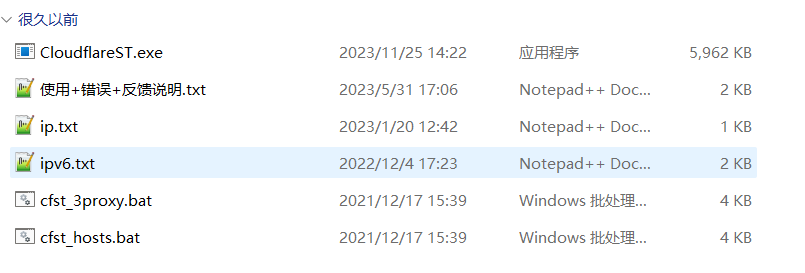 很久以前
CloudflareST.exe 2023/11/25 14:22 应用程序 5,962 KB
使用+错误+反馈说明.txt 2023/5/31 17:06 Notepad++ Doc... 2 KB
ip.txt 2023/1/20 12:42 Notepad++ Doc... 1 KB
ipv6.txt 2022/12/4 17:23 Notepad++ Doc... 2 KB
cfst_3proxy.bat 2021/12/17 15:39 Windows 批处理... 4 KB
cfst_hosts.bat 2021/12/17 15:39 Windows 批处理... 4 KB